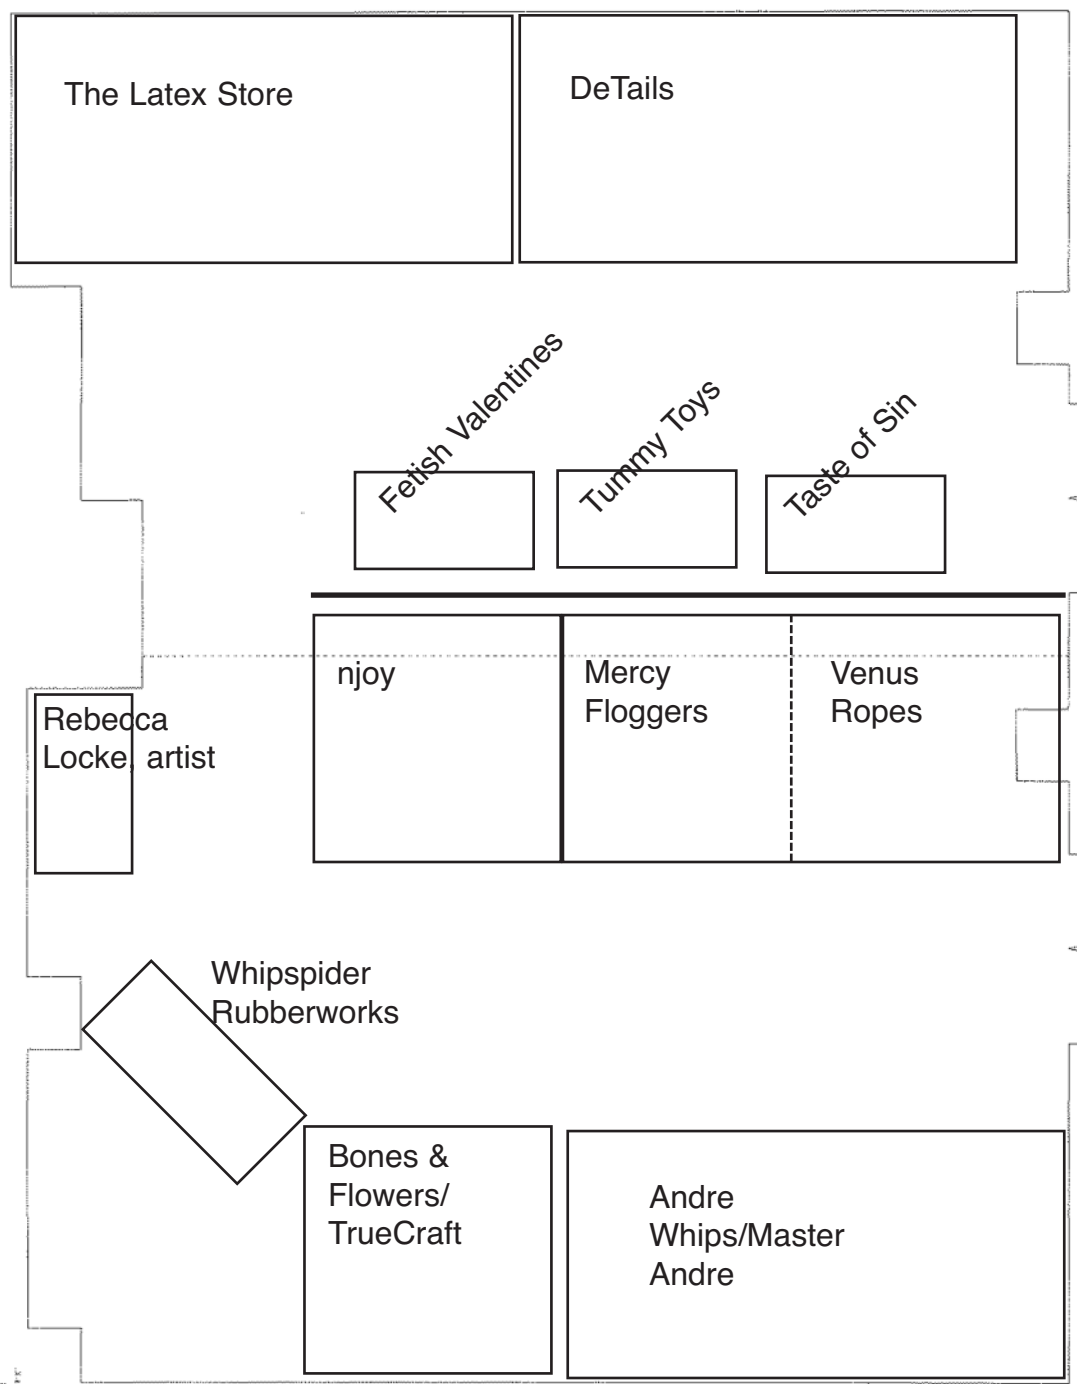 The Latex Store
DeTails
Fetish Valentines
Tummy Toys
Taste of Sin
njoy
Mercy
Floggers
Venus
Ropes
Rebecca
Locke, artist
Whipspider
Rubberworks
Bones &
Flowers/
TrueCraft
Andre
Whips/Master
Andre